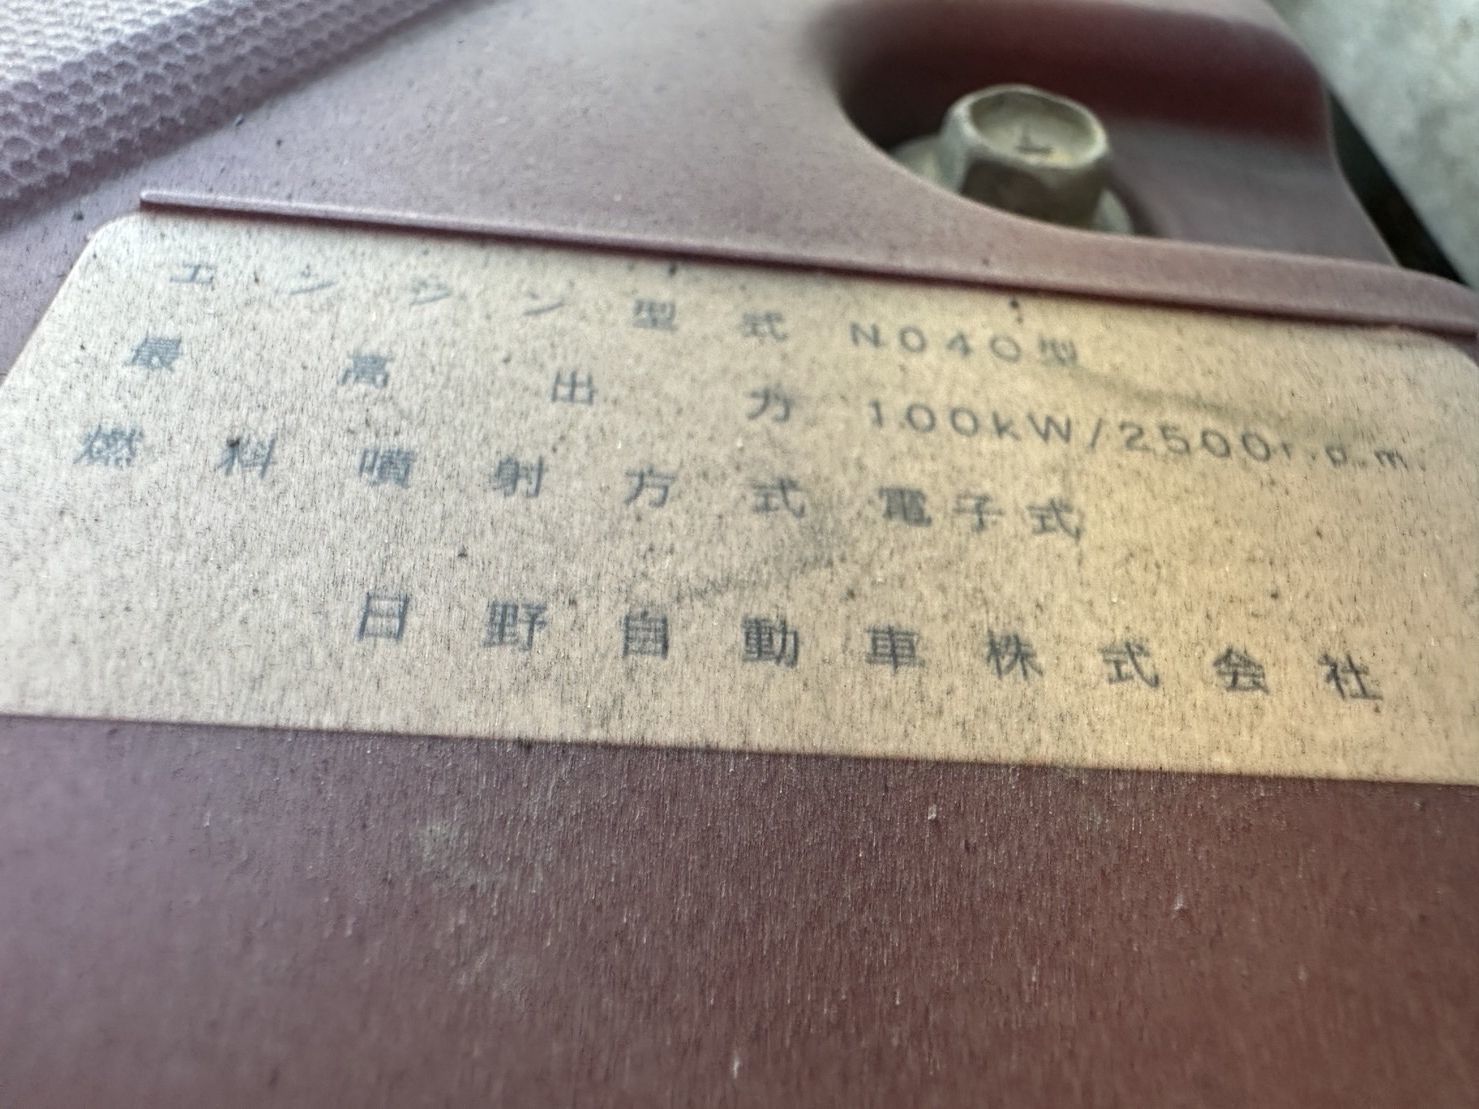 エンジン型式 N04C型
最高出力 100kW/2500r.p.m.
燃料噴射方式 電子式
日野自動車株式会社